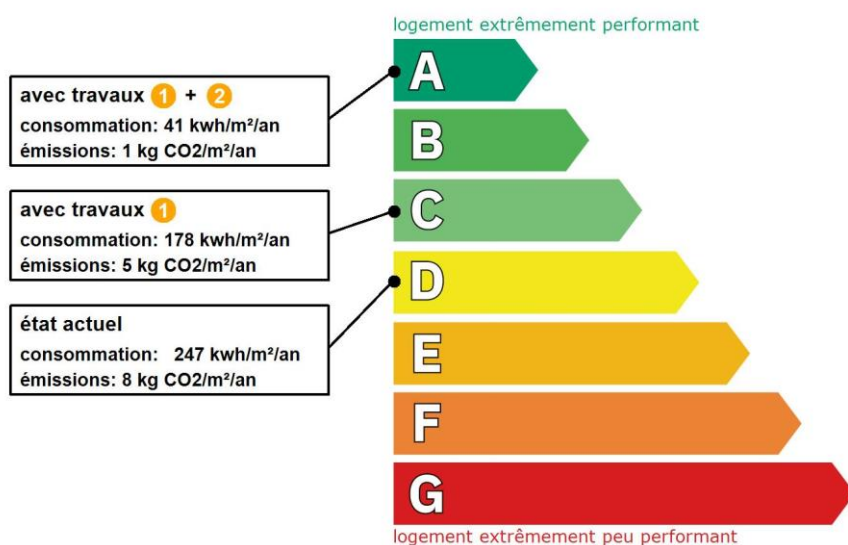 logement extrêmement performant
A
avec travaux 1 + 2
consommation: 41 kwh/m²/an
émissions: 1 kg CO2/m²/an
B
avec travaux 1
consommation: 178 kwh/m²/an
émissions: 5 kg CO2/m²/an
C
D
état actuel
consommation: 247 kwh/m²/an
émissions: 8 kg CO2/m²/an
E
F
G
logement extrêmement peu performant